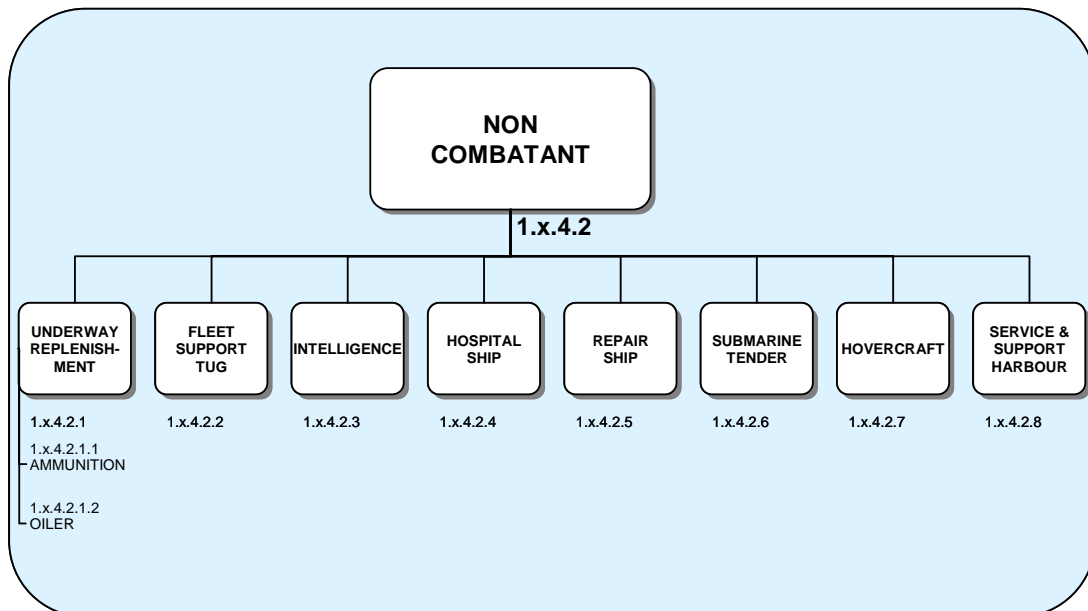 NON
COMBATANT
1.x.4.2
UNDERWAY
REPLENISH-
MENT
FLEET
SUPPORT
TUG
INTELLIGENCE
HOSPITAL
SHIP
REPAIR
SHIP
SUBMARINE
TENDER
HOVERCRAFT
SERVICE &
SUPPORT
HARBOUR
1.x.4.2.1
1.x.4.2.2
1.x.4.2.3
1.x.4.2.4
1.x.4.2.5
1.x.4.2.6
1.x.4.2.7
1.x.4.2.8
1.x.4.2.1.1
AMMUNITION
1.x.4.2.1.2
OILER